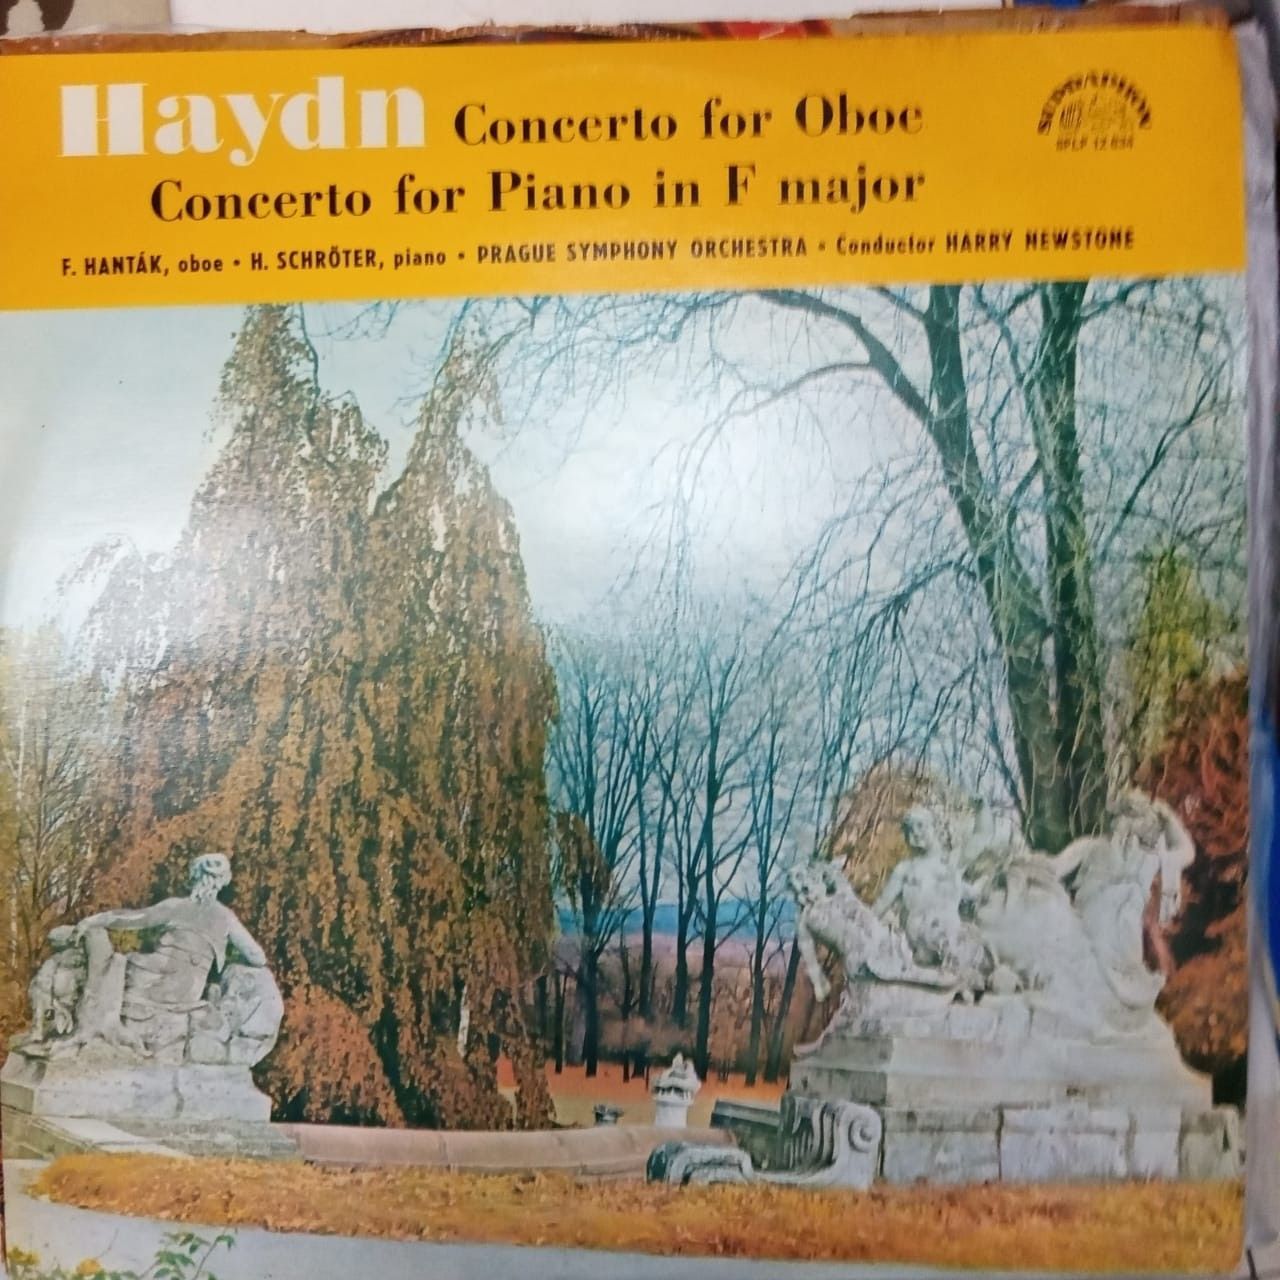 Haydn Concerto for Oboe
Concerto for Piano in F major
F. HANTÁK, oboe • H. SCHRÖTER, piano • PRAGUE SYMPHONY ORCHESTRA • Conductor HARRY NEWSTONE
SUPRAPHON